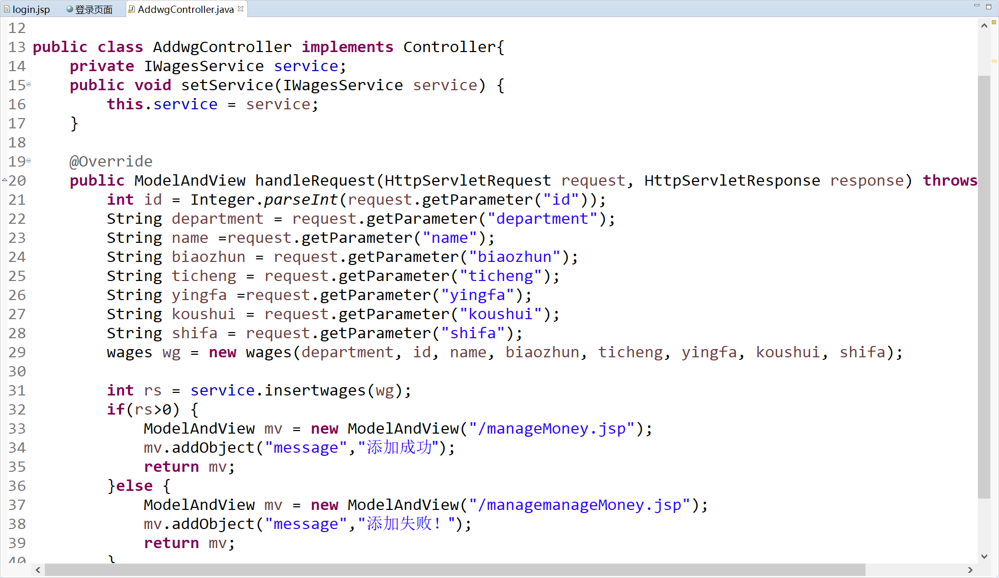 login.jsp 登录页面 AddwgController.java
12
13 public class AddwgController implements Controller{
14     private IWagesService service;
15     public void setService(IWagesService service) {
16         this.service = service;
17     }
18
19     @Override
20     public ModelAndView handleRequest(HttpServletRequest request, HttpServletResponse response) throws
21         int id = Integer.parseInt(request.getParameter("id"));
22         String department = request.getParameter("department");
23         String name =request.getParameter("name");
24         String biaozhun = request.getParameter("biaozhun");
25         String ticheng = request.getParameter("ticheng");
26         String yingfa =request.getParameter("yingfa");
27         String koushui = request.getParameter("koushui");
28         String shifa = request.getParameter("shifa");
29         wages wg = new wages(department, id, name, biaozhun, ticheng, yingfa, koushui, shifa);
30
31         int rs = service.insertwages(wg);
32         if(rs>0) {
33             ModelAndView mv = new ModelAndView("/manageMoney.jsp");
34             mv.addObject("message","添加成功");
35             return mv;
36         }else {
37             ModelAndView mv = new ModelAndView("/managemanageMoney.jsp");
38             mv.addObject("message","添加失败！");
39             return mv;
40         }